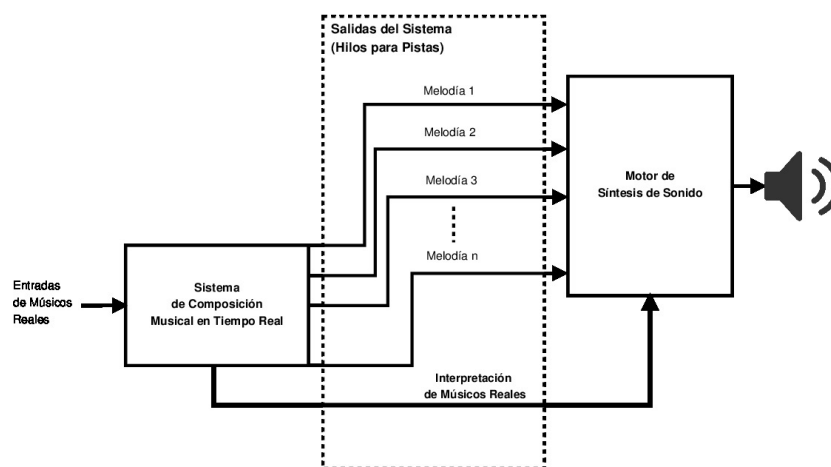 Salidas del Sistema
(Hilos para Pistas)
Melodía 1
Melodía 2
Melodía 3
Melodía n
Motor de
Síntesis de Sonido
Entradas
de Músicos
Reales
Sistema
de Composición
Musical en Tiempo Real
Interpretación
de Músicos Reales